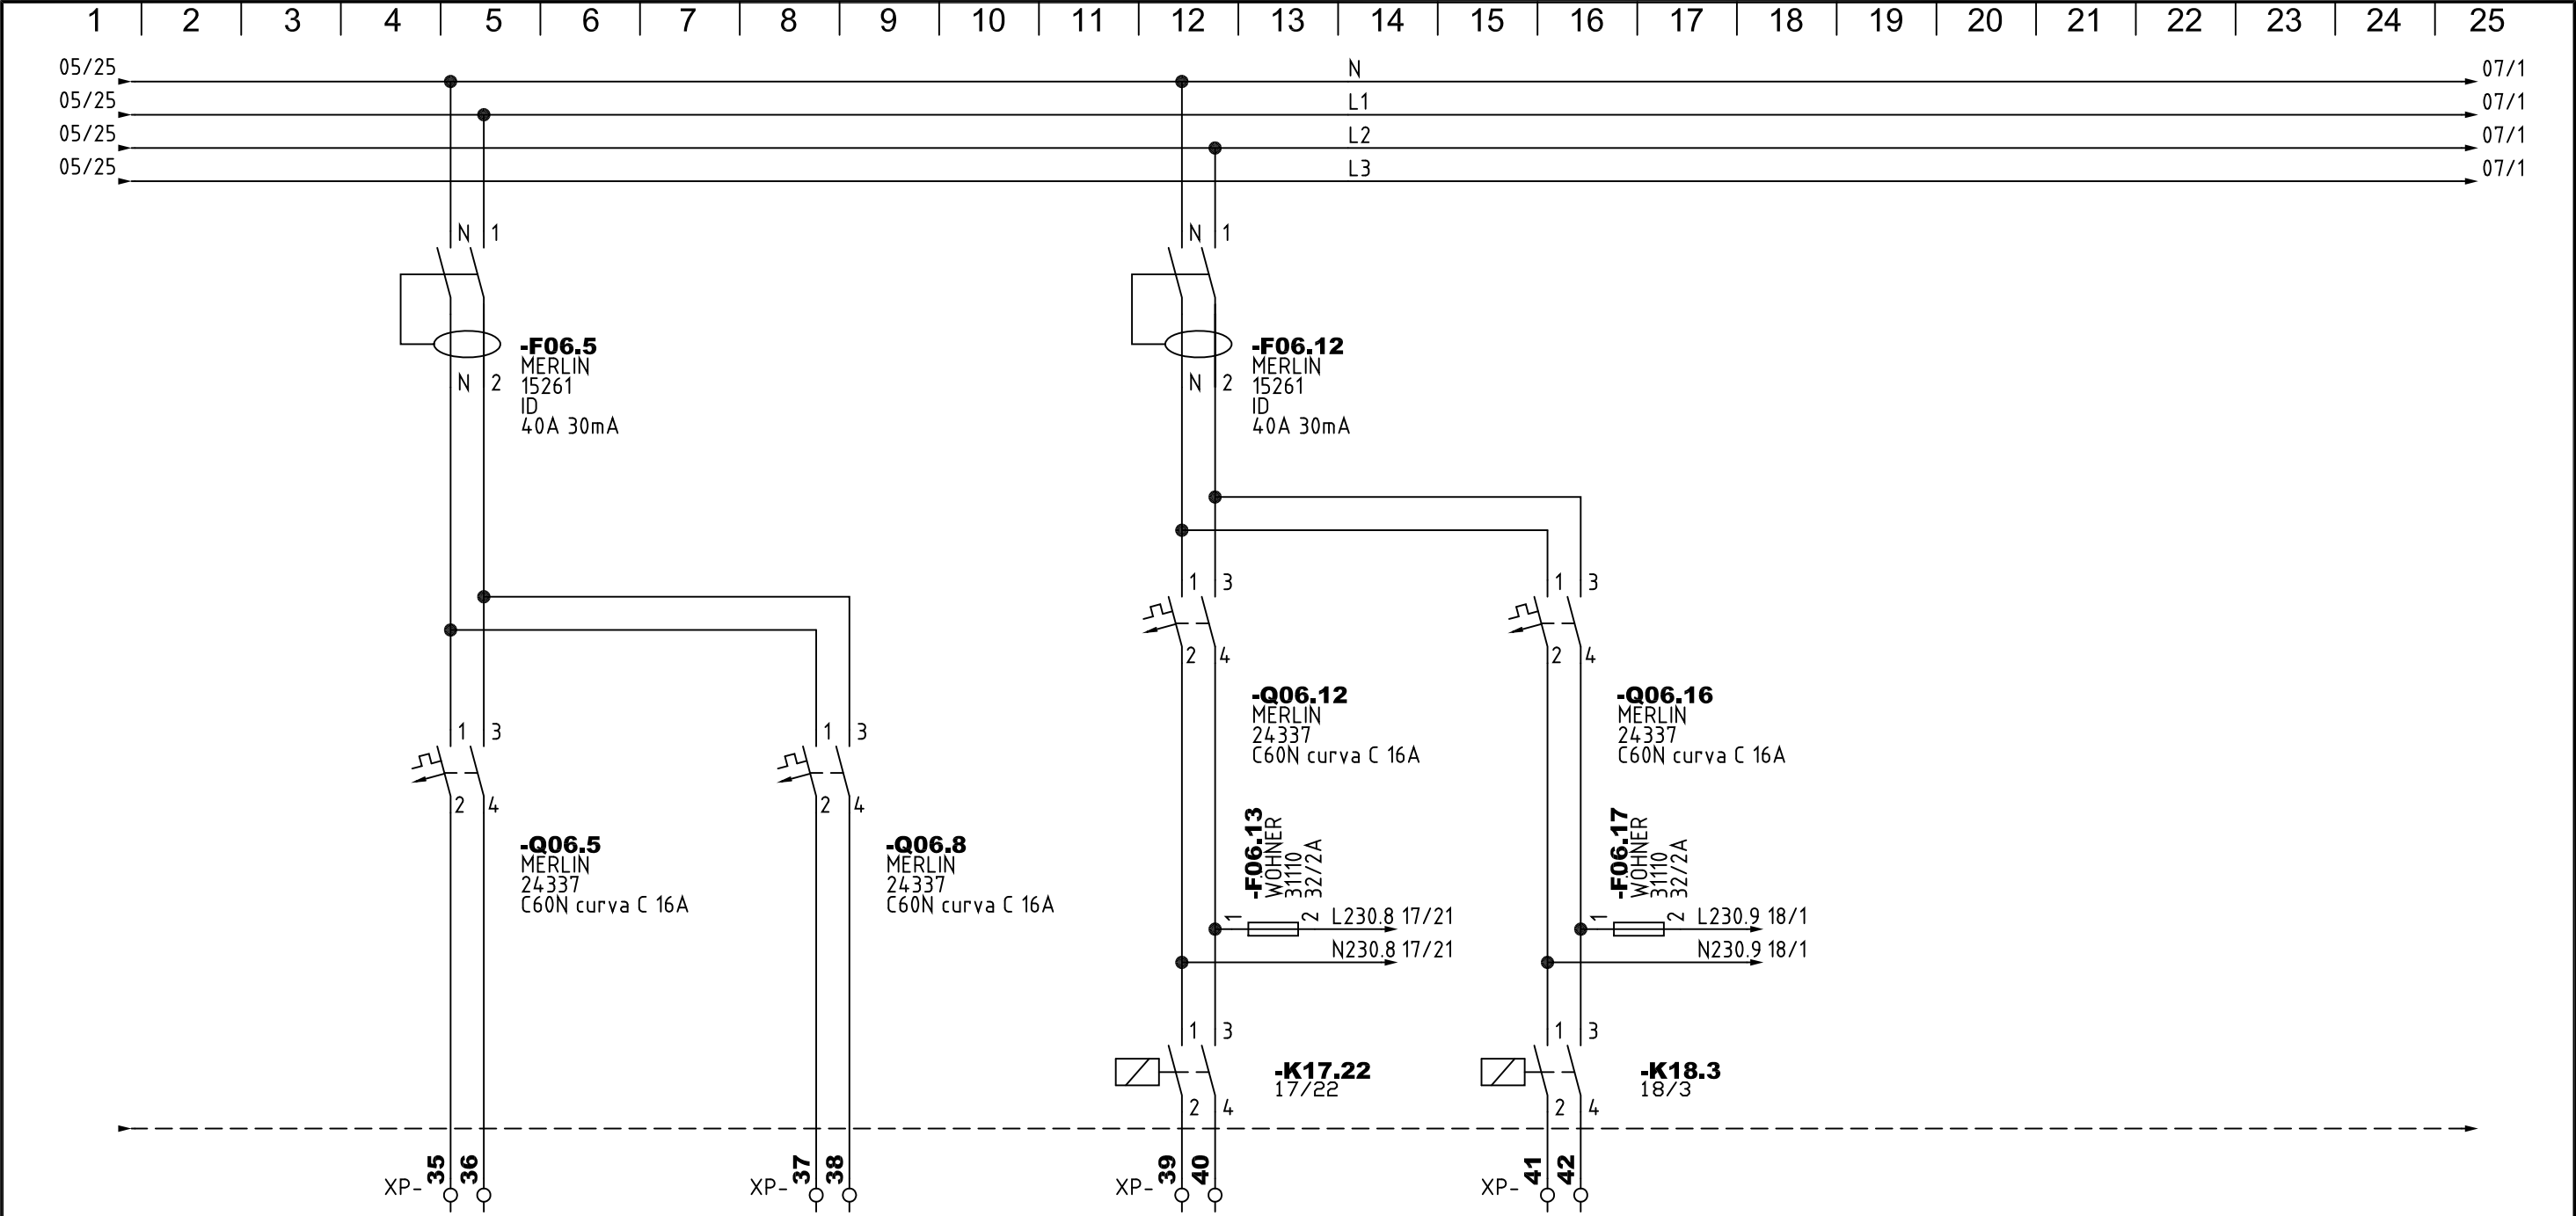 1 2 3 4 5 6 7 8 9 10 11 12 13 14 15 16 17 18 19 20 21 22 23 24 25
05/25 N 07/1
05/25 L1 07/1
05/25 L2 07/1
05/25 L3 07/1
N 1
N 2
-F06.5
MERLIN
15261
ID
40A 30mA
N 1
N 2
-F06.12
MERLIN
15261
ID
40A 30mA
1 3
2 4
-Q06.5
MERLIN
24337
C60N curva C 16A
1 3
2 4
-Q06.8
MERLIN
24337
C60N curva C 16A
1 3
2 4
-Q06.12
MERLIN
24337
C60N curva C 16A
1 3
2 4
-Q06.16
MERLIN
24337
C60N curva C 16A
-F06.13
WOHNER
31110
32/2A
1 2 L230.8 17/21
N230.8 17/21
-F06.17
WOHNER
31110
32/2A
1 2 L230.9 18/1
N230.9 18/1
1 3
2 4
-K17.22
17/22
1 3
2 4
-K18.3
18/3
XP- 35 36
XP- 37 38
XP- 39 40
XP- 41 42